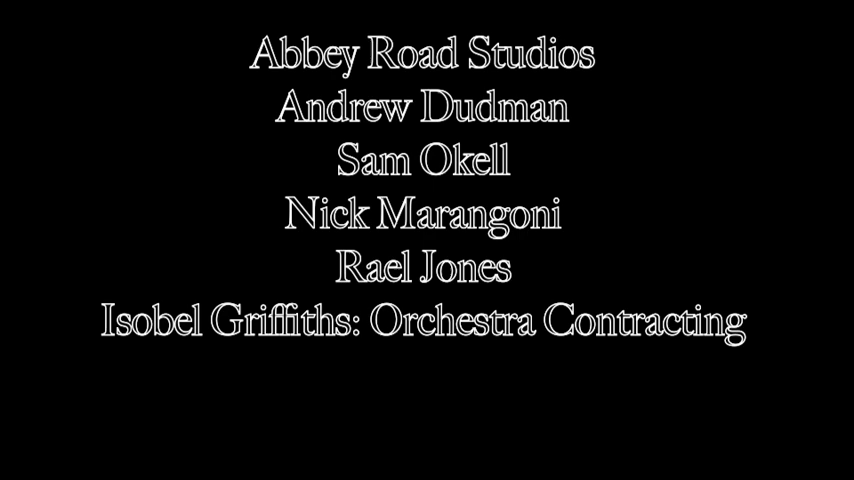 Abbey Road Studios
Andrew Dudman
Sam Okell
Nick Marangoni
Rael Jones
Isobel Griffiths: Orchestra Contracting